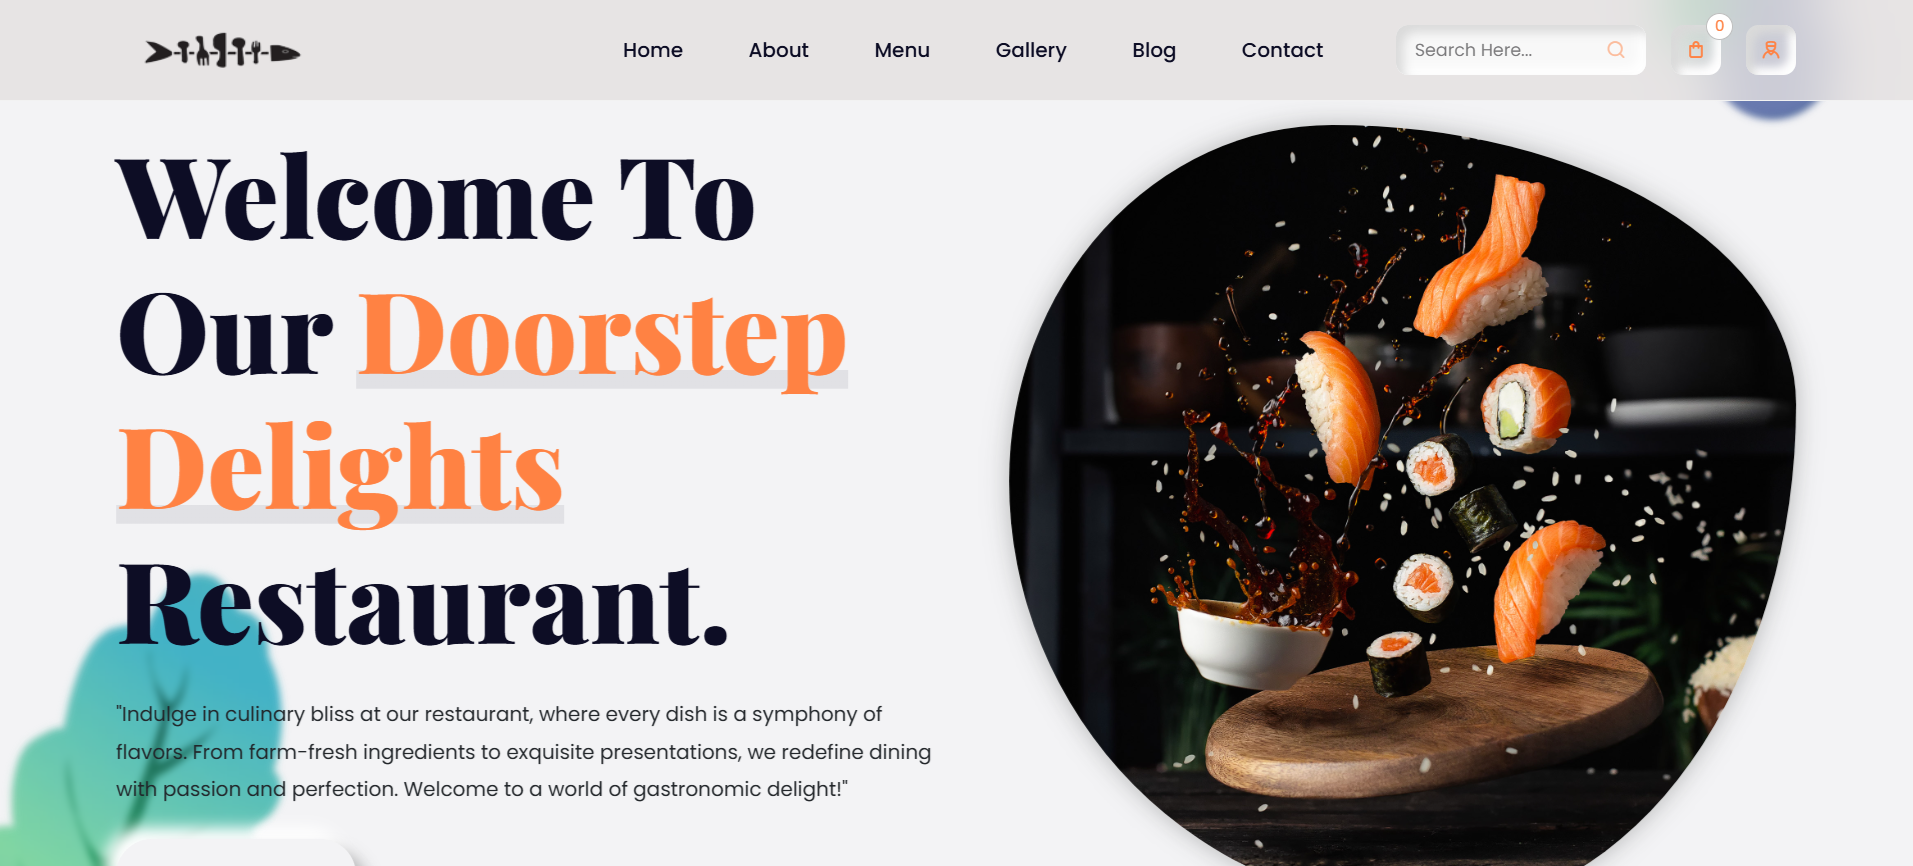 Home About Menu Gallery Blog Contact Search Here... 0
Welcome To
Our Doorstep
Delights
Restaurant.
"Indulge in culinary bliss at our restaurant, where every dish is a symphony of
flavors. From farm-fresh ingredients to exquisite presentations, we redefine dining
with passion and perfection. Welcome to a world of gastronomic delight!"